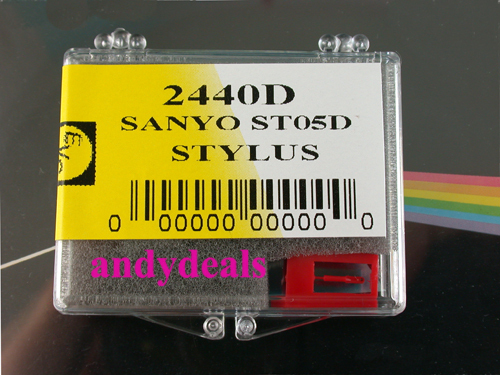 2440D
SANYO ST05D
STYLUS
0 00000 00000 0
andydeals